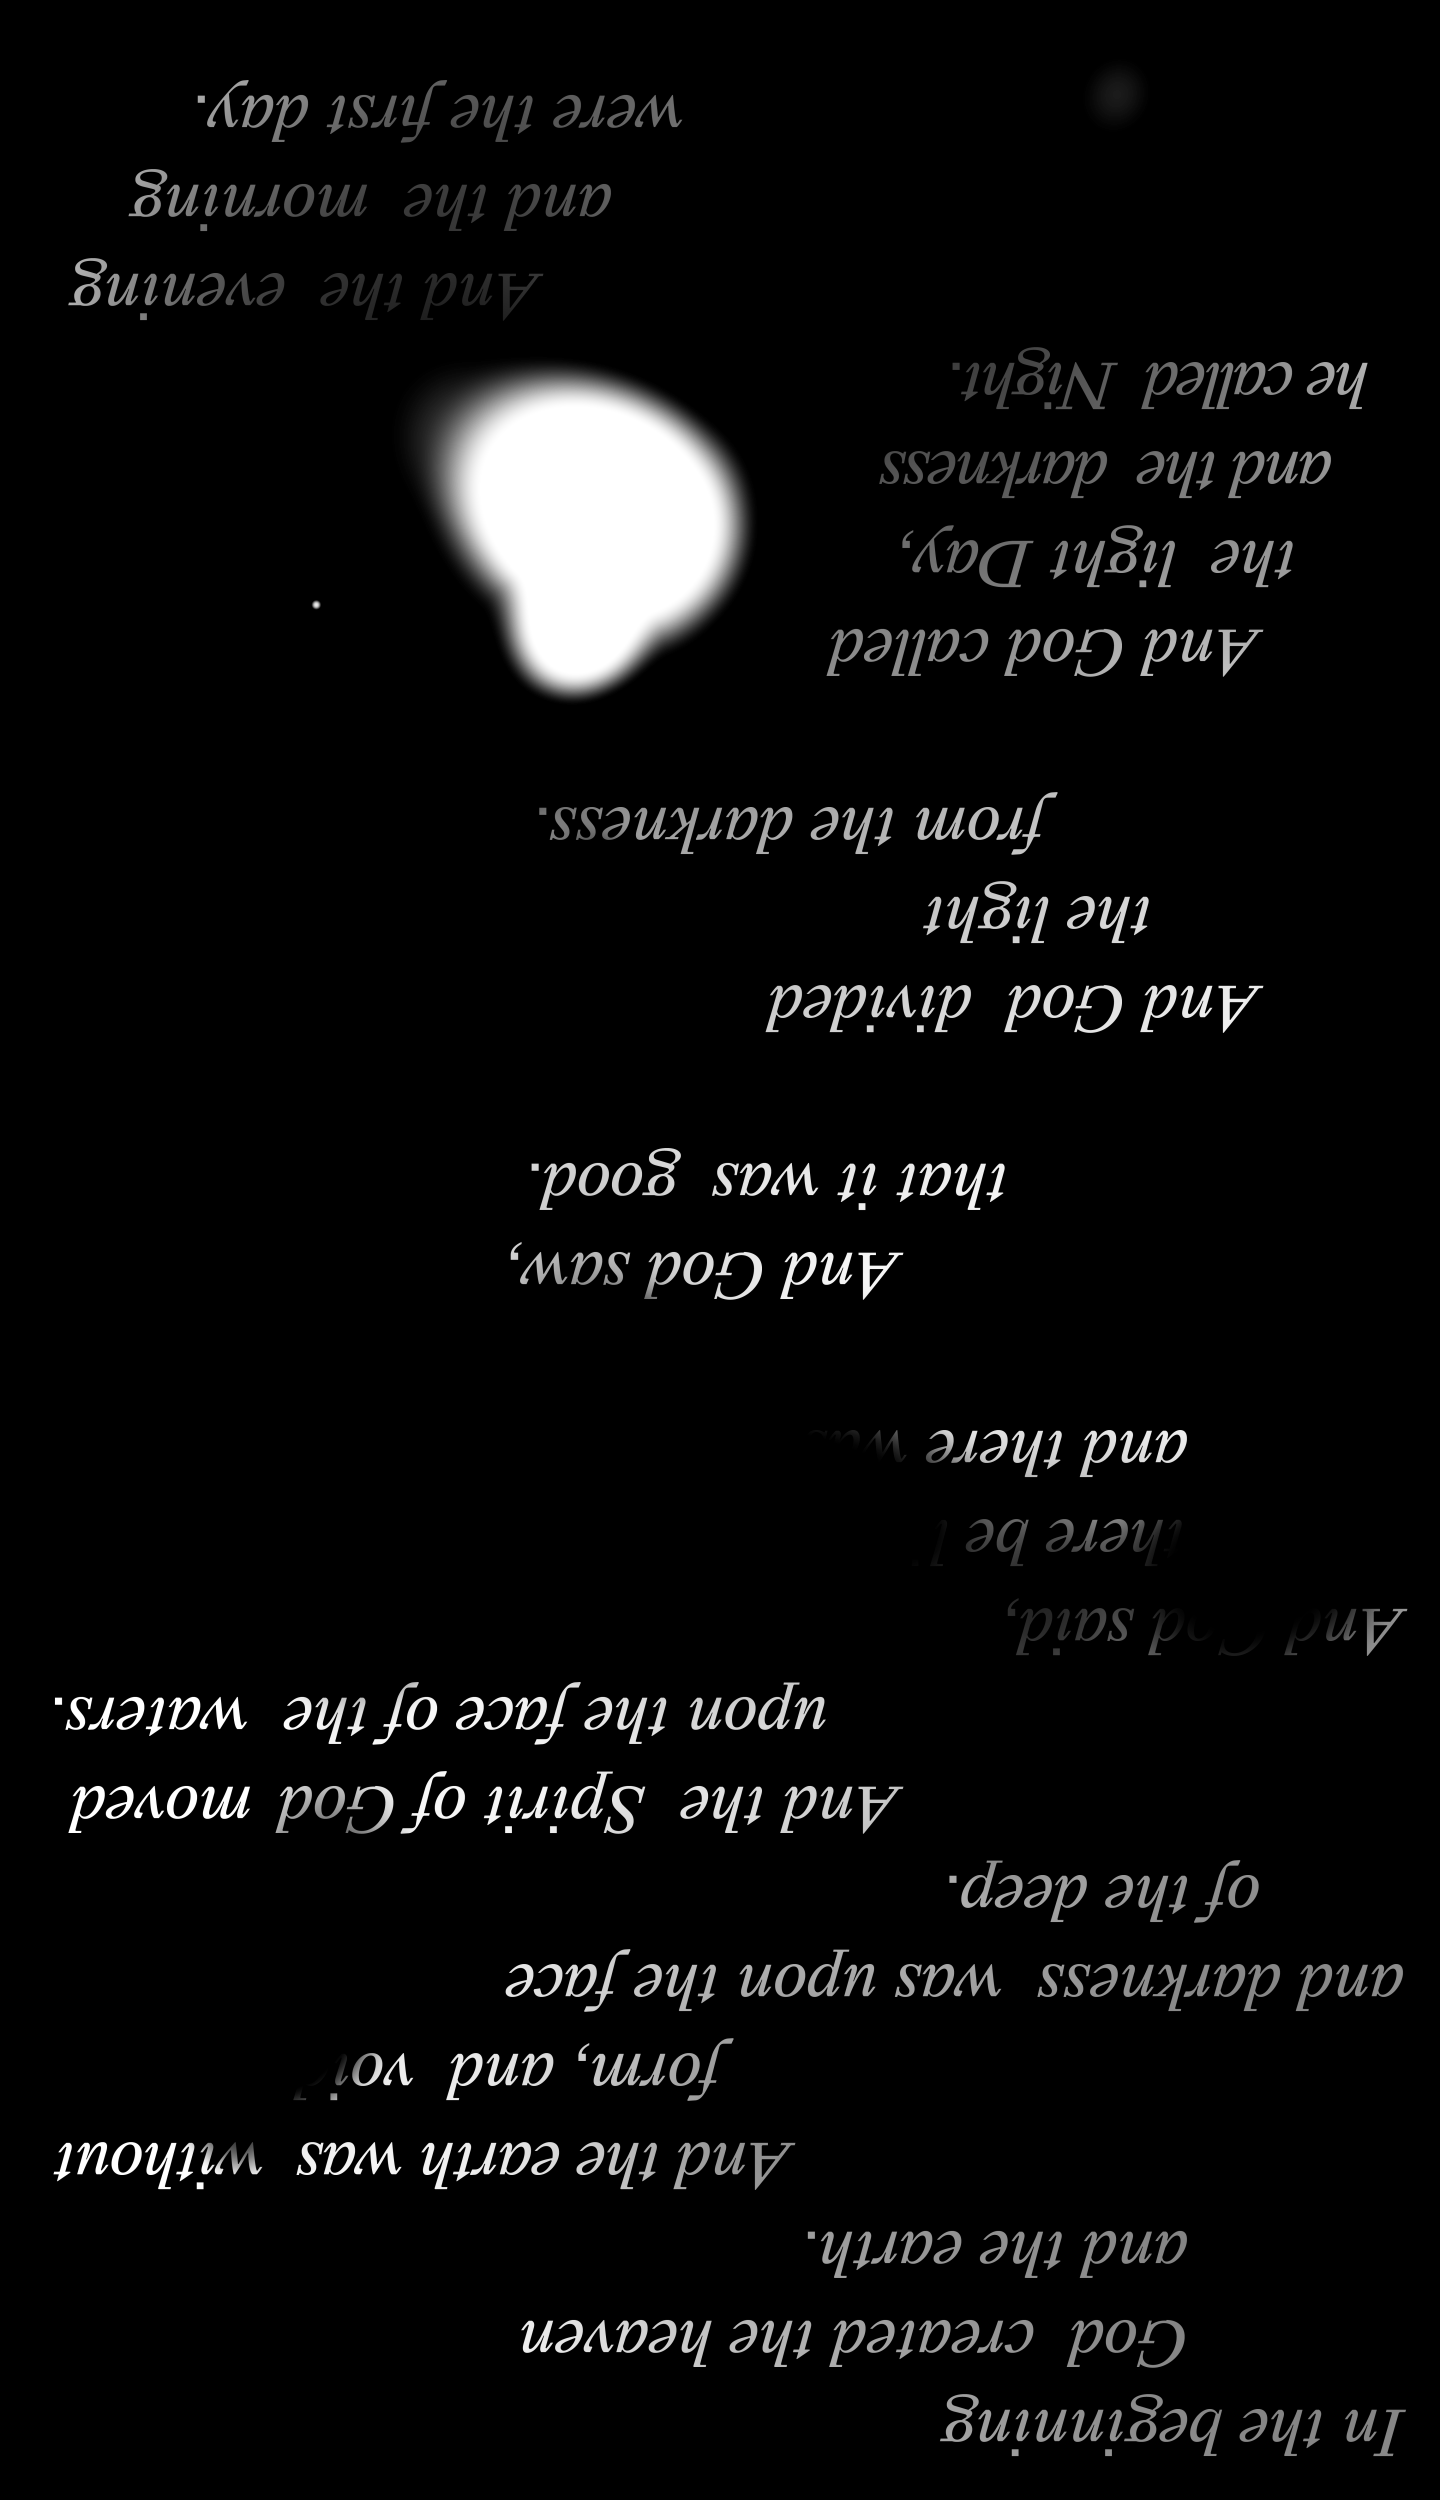 In the beginning
God created the heaven
and the earth.
And the earth was without
form, and void
and darkness was upon the face
of the deep.
And the Spirit of God moved
upon the face of the waters.
And God said,
there be
and there was
And God saw,
that it was good.
And God divided
the light
from the darkness.
And God called
the light Day,
and the darkness
he called Night.
And the evening
and the morning
were the first day.